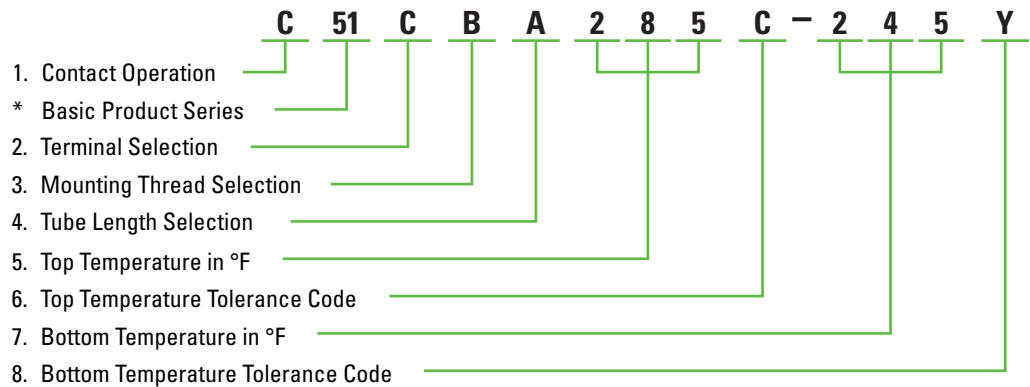 C 51 C B A 2 8 5 C – 2 4 5 Y
1. Contact Operation
* Basic Product Series
2. Terminal Selection
3. Mounting Thread Selection
4. Tube Length Selection
5. Top Temperature in °F
6. Top Temperature Tolerance Code
7. Bottom Temperature in °F
8. Bottom Temperature Tolerance Code